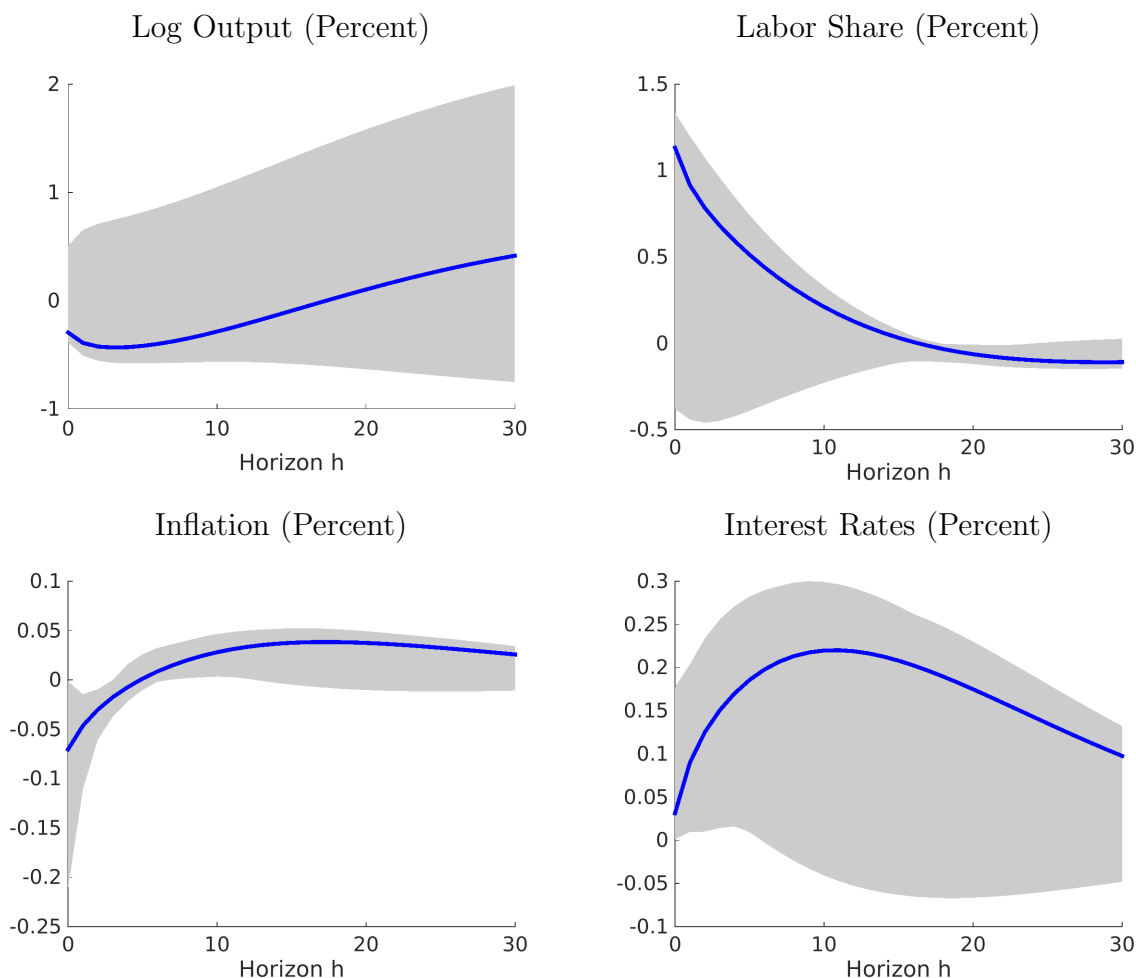 Log Output (Percent)
2
1
0
-1
0 10 20 30
Horizon h
Labor Share (Percent)
1.5
1
0.5
0
-0.5
0 10 20 30
Horizon h
Inflation (Percent)
0.1
0.05
0
-0.05
-0.1
-0.15
-0.2
-0.25
0 10 20 30
Horizon h
Interest Rates (Percent)
0.3
0.25
0.2
0.15
0.1
0.05
0
-0.05
-0.1
0 10 20 30
Horizon h